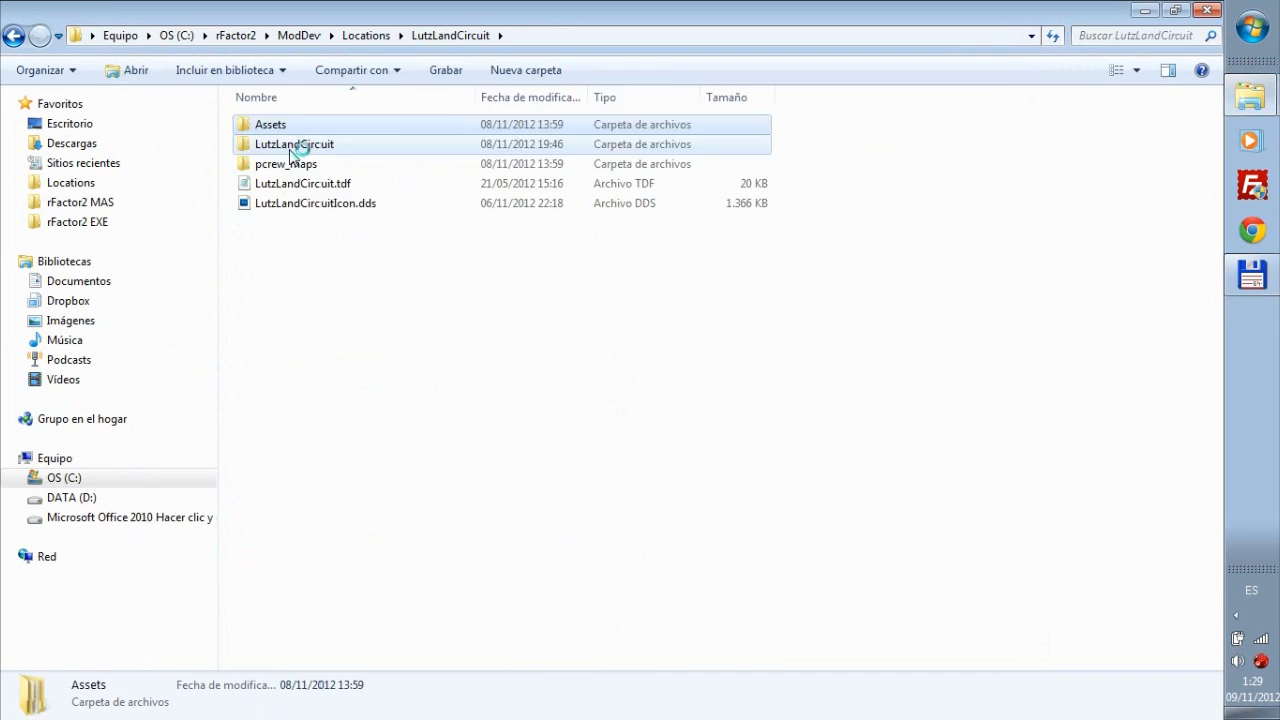 Equipo OS (C:) rFactor2 ModDev Locations LutzLandCircuit
Buscar LutzLandCircuit
Organizar Abrir Incluir en biblioteca Compartir con Grabar Nueva carpeta
Nombre Fecha de modifica... Tipo Tamaño
Assets 08/11/2012 13:59 Carpeta de archivos
LutzLandCircuit 08/11/2012 19:46 Carpeta de archivos
pcrew_maps 08/11/2012 13:59 Carpeta de archivos
LutzLandCircuit.tdf 21/05/2012 15:16 Archivo TDF 20 KB
LutzLandCircuitIcon.dds 06/11/2012 22:18 Archivo DDS 1.366 KB
Favoritos
Escritorio
Descargas
Sitios recientes
Locations
rFactor2 MAS
rFactor2 EXE
Bibliotecas
Documentos
Dropbox
Imágenes
Música
Podcasts
Vídeos
Grupo en el hogar
Equipo
OS (C:)
DATA (D:)
Microsoft Office 2010 Hacer clic y
Red
Assets Fecha de modifica... 08/11/2012 13:59
Carpeta de archivos
ES
1:29
09/11/2012